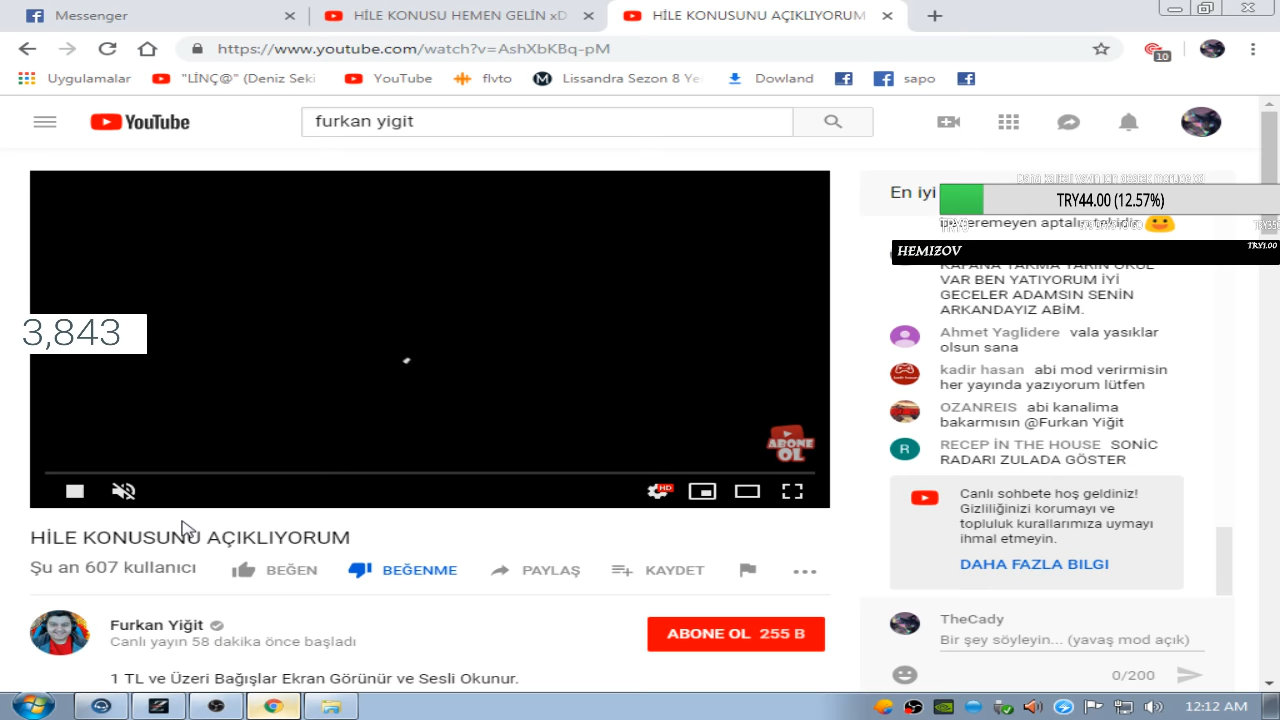 Messenger
HİLE KONUSU HEMEN GELİN xD
HİLE KONUSUNU AÇIKLIYORUM
https://www.youtube.com/watch?v=AshXbKBq-pM
10
Uygulamalar
"LİNÇ@" (Deniz Seki
YouTube
flvto
Lissandra Sezon 8 Ye
Dowland
sapo
YouTube
furkan yigit
3,843
ABONE
OL
HD
HİLE KONUSUNU AÇIKLIYORUM
Şu an 607 kullanıcı
BEĞEN
BEĞENME
PAYLAŞ
KAYDET
Furkan Yiğit
Canlı yayın 58 dakika önce başladı
ABONE OL 255 B
1 TL ve Üzeri Bağışlar Ekran Görünür ve Sesli Okunur.
En iyi
TRY44.00 (12.57%)
HEMIZOV
TRY1.00
VAR BEN YATIYORUM İYİ
GECELER ADAMSIN SENİN
ARKANDAYIZ ABİM.
Ahmet Yaglidere vala yasıklar
olsun sana
kadir hasan abi mod verirmisin
her yayında yazıyorum lütfen
OZANREIS abi kanalima
bakarmısın @Furkan Yiğit
R
RECEP İN THE HOUSE SONİC
RADARI ZULADA GÖSTER
Canlı sohbete hoş geldiniz!
Gizliliğinizi korumayı ve
topluluk kurallarımıza uymayı
ihmal etmeyin.
DAHA FAZLA BILGI
TheCady
Bir şey söyleyin... (yavaş mod açık)
0/200
12:12 AM